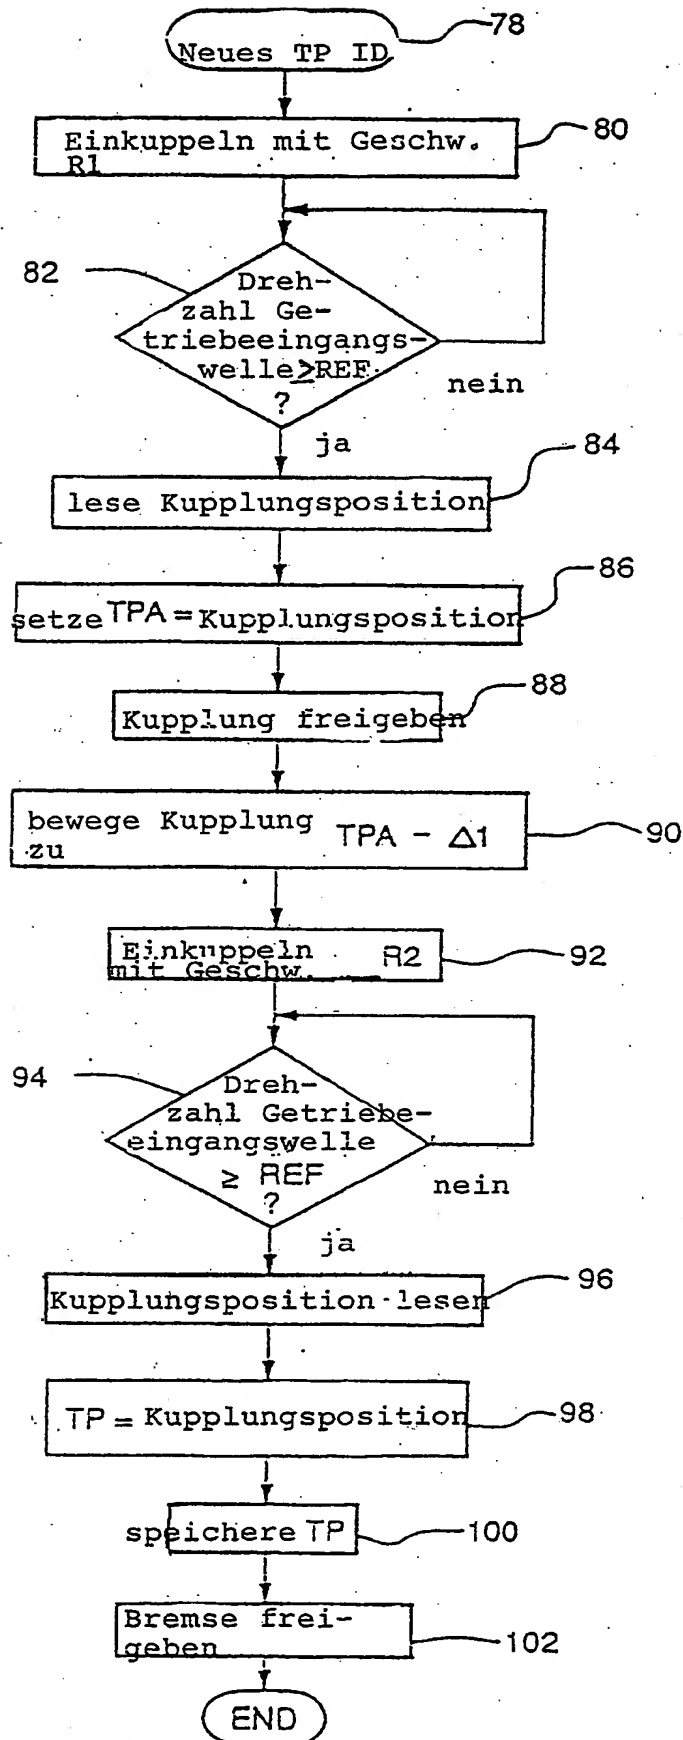 78
Neues TP ID
80
Einkuppeln mit Geschw.
R1
82
Dreh-
zahl Ge-
triebeeingangs-
welle≥REF
?
nein
ja
84
lese Kupplungsposition
86
setze TPA = Kupplungsposition
88
Kupplung freigeben
bewege Kupplung
zu
TPA - Δ1
90
Einkuppeln
mit Geschw.
R2
92
94
Dreh-
zahl Getriebe-
eingangswelle
≥ REF
?
nein
ja
96
Kupplungsposition lesen
TP = Kupplungsposition
98
speichere TP
100
Bremse frei-
geben
102
END